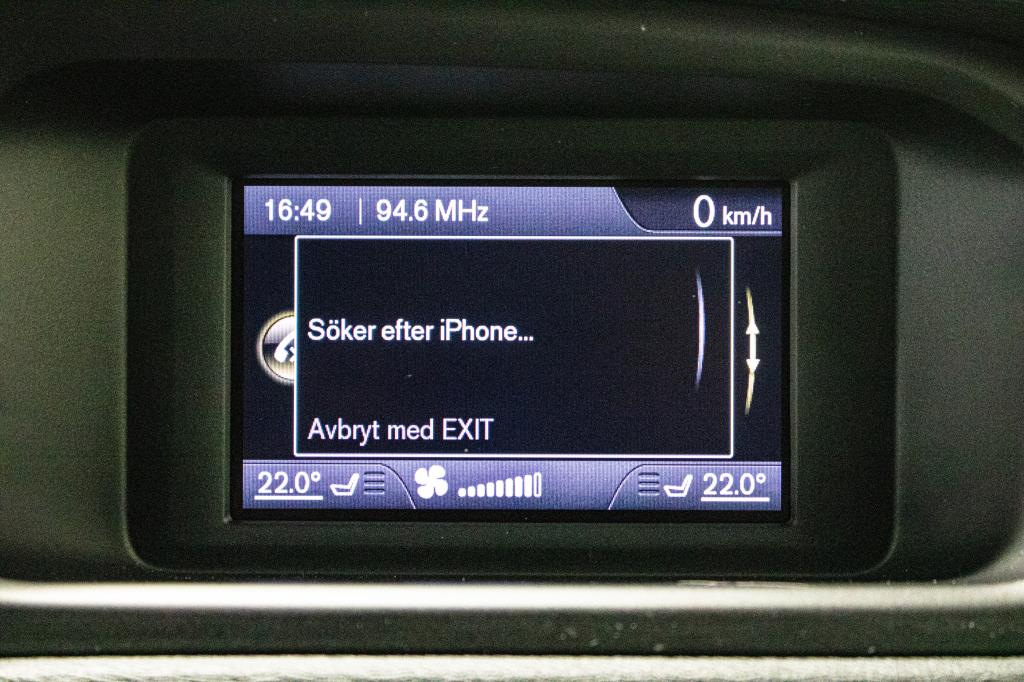 16:49 | 94.6 MHz 0 km/h
Söker efter iPhone...
Avbryt med EXIT
22.0° 22.0°